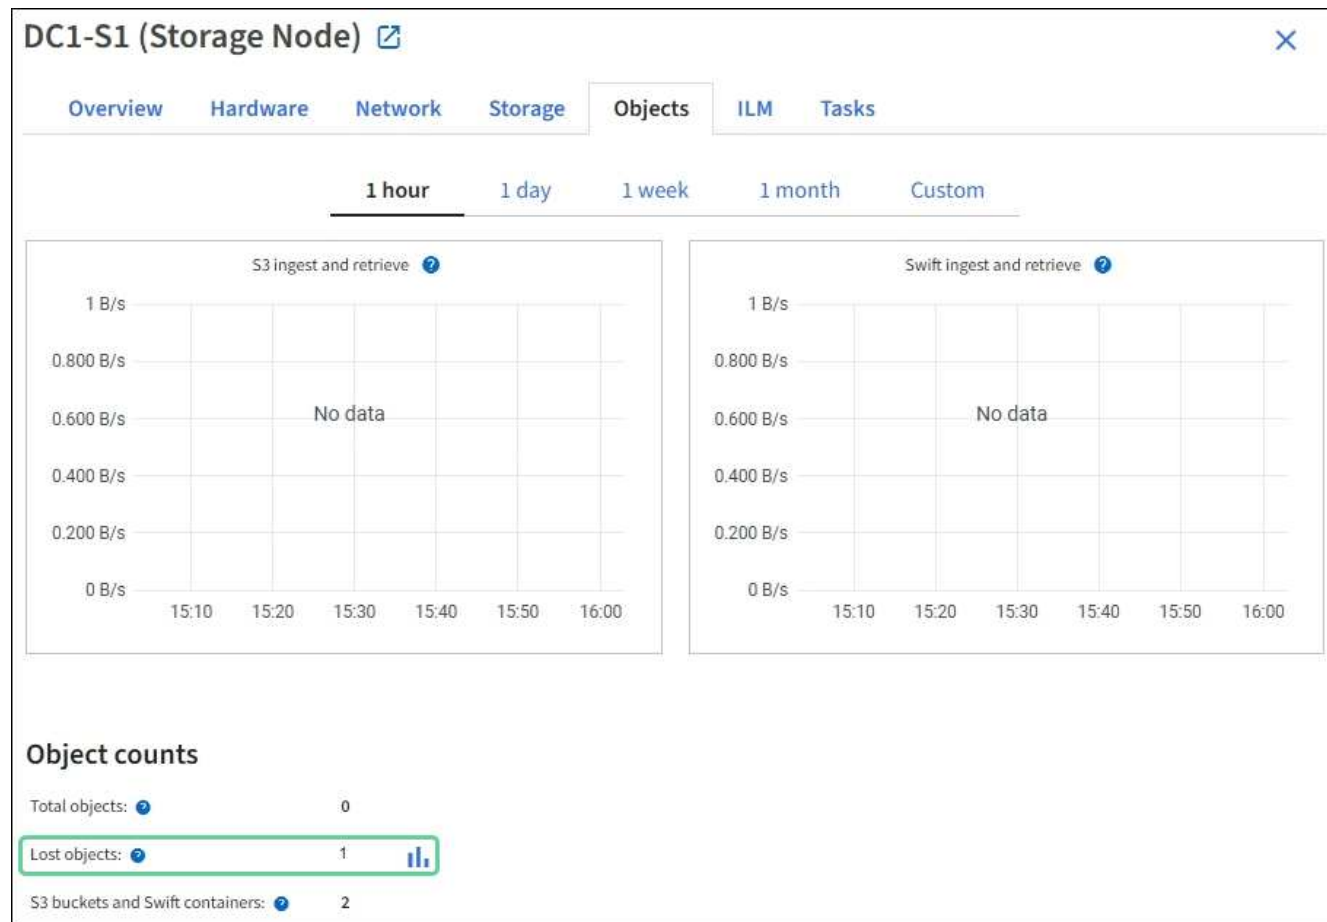 DC1-S1 (Storage Node)
Overview Hardware Network Storage Objects ILM Tasks
1 hour 1 day 1 week 1 month Custom
S3 ingest and retrieve
1 B/s
0.800 B/s
0.600 B/s
0.400 B/s
0.200 B/s
0 B/s
No data
15:10 15:20 15:30 15:40 15:50 16:00
Swift ingest and retrieve
1 B/s
0.800 B/s
0.600 B/s
0.400 B/s
0.200 B/s
0 B/s
No data
15:10 15:20 15:30 15:40 15:50 16:00
Object counts
Total objects: 0
Lost objects: 1
S3 buckets and Swift containers: 2